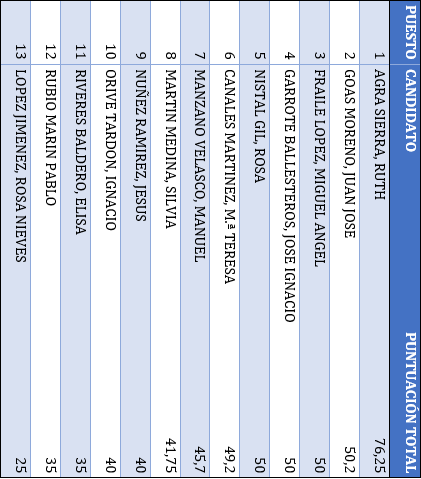 PUESTO CANDIDATO PUNTUACIÓN TOTAL
1 AGRA SIERRA, RUTH 76,25
2 GOAS MORENO, JUAN JOSE 50,2
3 FRAILE LOPEZ, MIGUEL ANGEL 50
4 GARROTE BALLESTEROS, JOSE IGNACIO 50
5 NISTAL GIL, ROSA 50
6 CANALES MARTINEZ, M.ª TERESA 49,2
7 MANZANO VELASCO, MANUEL 45,7
8 MARTIN MEDINA, SILVIA 41,75
9 NUÑEZ RAMIREZ, JESUS 40
10 ORIVE TARDON, IGNACIO 40
11 RIVERES BALDERO, ELISA 35
12 RUBIO MARIN PABLO 35
13 LOPEZ JIMENEZ, ROSA NIEVES 25